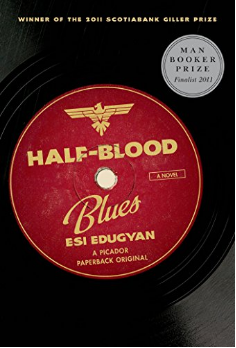 WINNER OF THE 2011 SCOTIABANK GILLER PRIZE
MAN
BOOKER
PRIZE
Finalist 2011
HALF-BLOOD
A NOVEL
Blues
ESI EDUGYAN
A PICADOR
PAPERBACK ORIGINAL